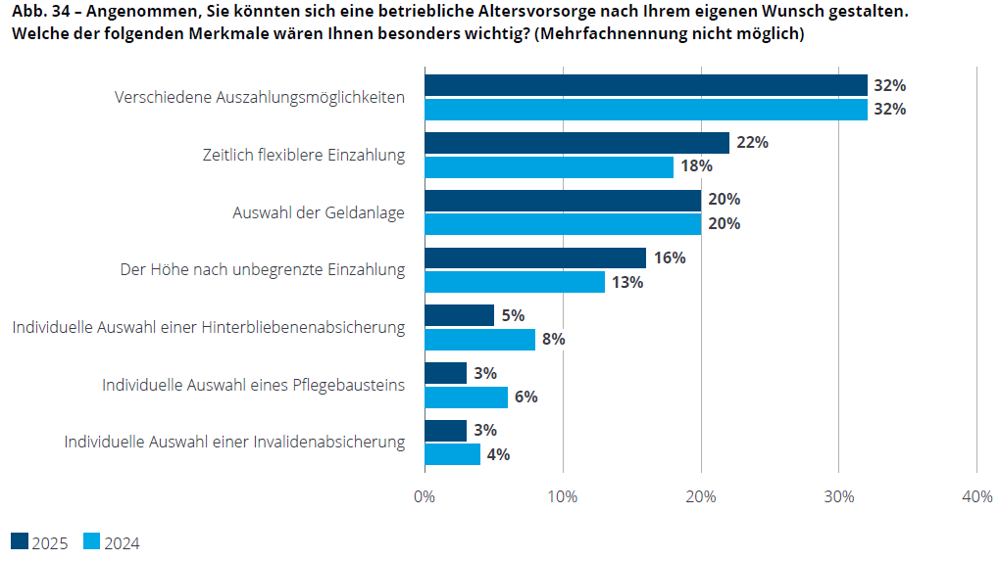 Abb. 34 – Angenommen, Sie könnten sich eine betriebliche Altersvorsorge nach Ihrem eigenen Wunsch gestalten.
Welche der folgenden Merkmale wären Ihnen besonders wichtig? (Mehrfachnennung nicht möglich)
Verschiedene Auszahlungsmöglichkeiten
32%
32%
Zeitlich flexiblere Einzahlung
22%
18%
Auswahl der Geldanlage
20%
20%
Der Höhe nach unbegrenzte Einzahlung
16%
13%
Individuelle Auswahl einer Hinterbliebenenabsicherung
5%
8%
Individuelle Auswahl eines Pflegebausteins
3%
6%
Individuelle Auswahl einer Invalidenabsicherung
3%
4%
0% 10% 20% 30% 40%
2025 2024